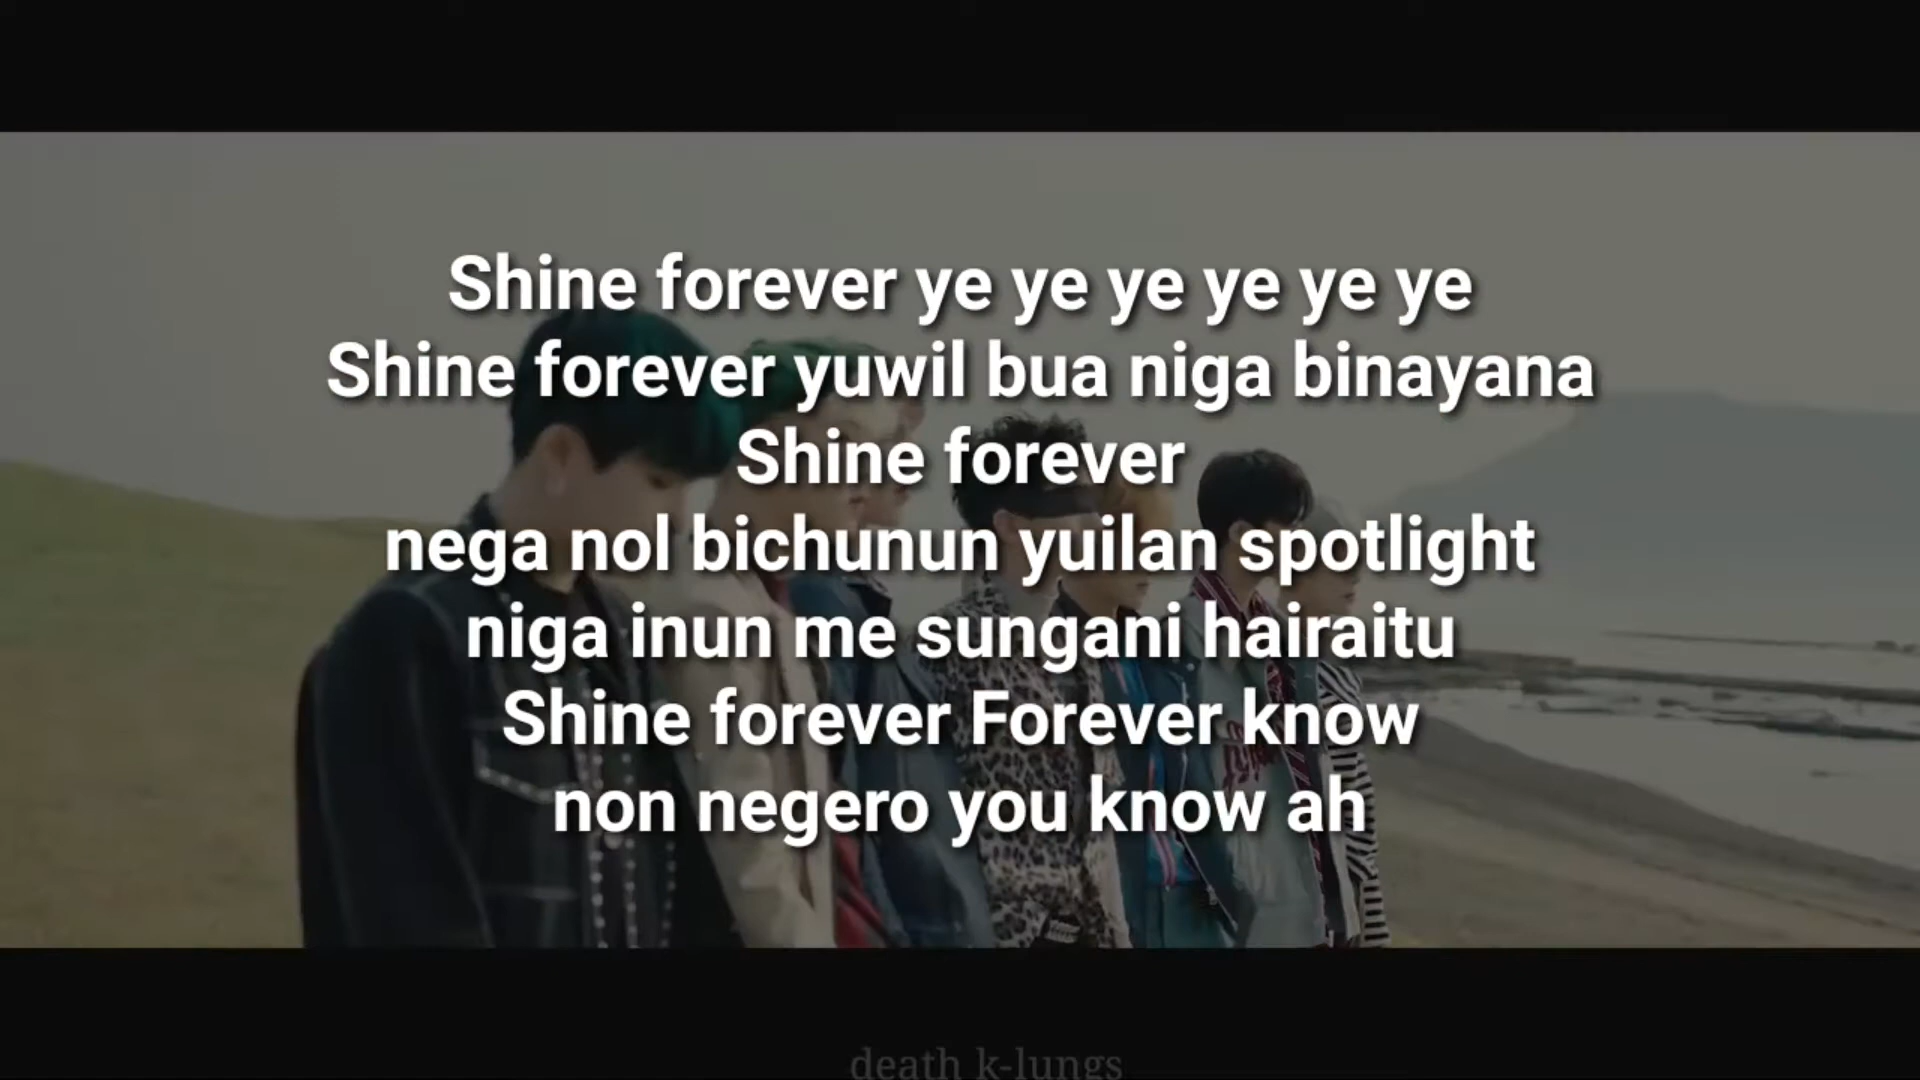 Shine forever ye ye ye ye ye ye
Shine forever yuwil bua niga binayana
Shine forever
nega nol bichunun yuilan spotlight
niga inun me sungani hairaitu
Shine forever Forever know
non negero you know ah
death k-lungs